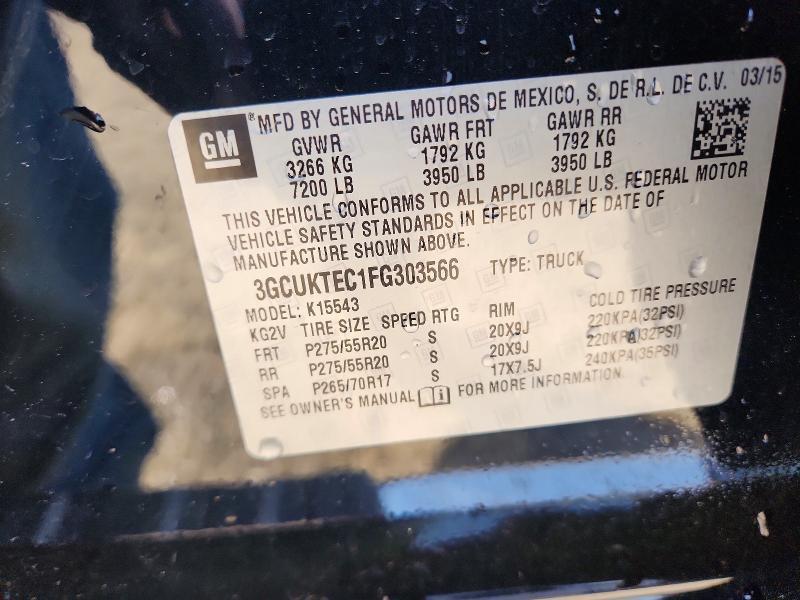 GM ® MFD BY GENERAL MOTORS DE MEXICO, S. DE R.L. DE C.V. 03/15
GVWR GAWR FRT GAWR RR
3266 KG 1792 KG 1792 KG
7200 LB 3950 LB 3950 LB
THIS VEHICLE CONFORMS TO ALL APPLICABLE U.S. FEDERAL MOTOR
VEHICLE SAFETY STANDARDS IN EFFECT ON THE DATE OF
MANUFACTURE SHOWN ABOVE.
3GCUKTEC1FG303566 TYPE: TRUCK
MODEL: K15543
KG2V TIRE SIZE SPEED RTG RIM COLD TIRE PRESSURE
FRT P275/55R20 S 20X9J 220KPA(32PSI)
RR P275/55R20 S 20X9J 220KPA(32PSI)
SPA P265/70R17 S 17X7.5J 240KPA(35PSI)
SEE OWNER'S MANUAL FOR MORE INFORMATION.